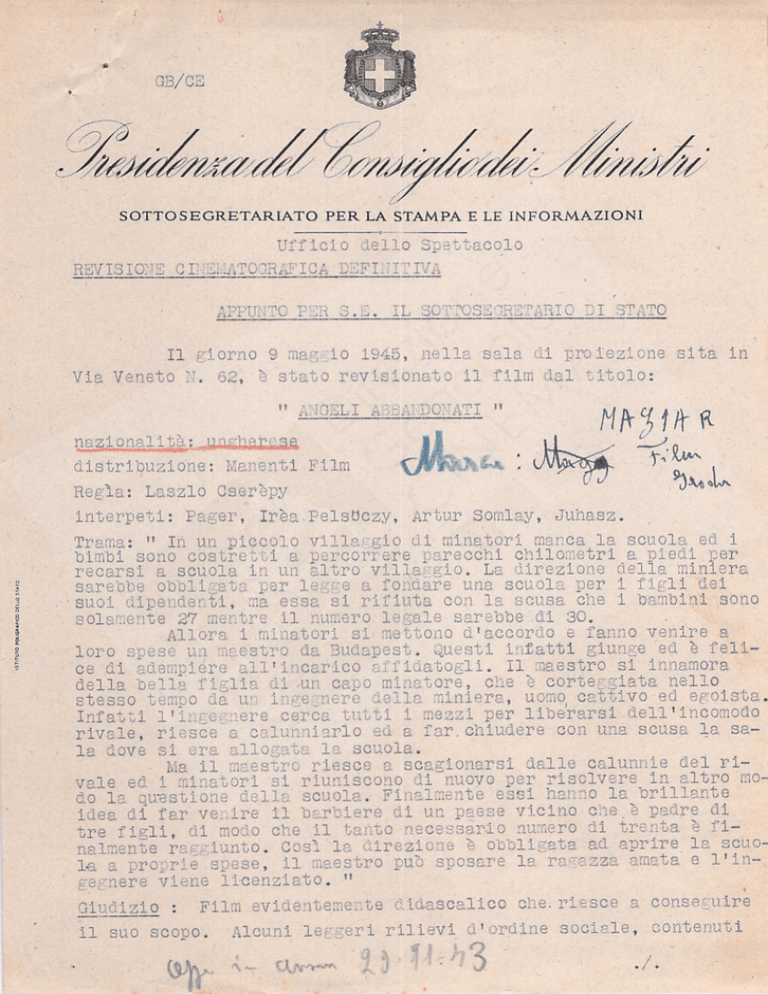 GB/CE
Presidenza del Consiglio dei Ministri
SOTTOSEGRETARIATO PER LA STAMPA E LE INFORMAZIONI
Ufficio dello Spettacolo
REVISIONE CINEMATOGRAFICA DEFINITIVA
APPUNTO PER S.E. IL SOTTOSEGRETARIO DI STATO
Il giorno 9 maggio 1945, nella sala di proiezione sita in
Via Veneto N. 62, è stato revisionato il film dal titolo:
" ANGELI ABBANDONATI "
MAGIAR
nazionalità: ungherese
Film
distribuzione: Manenti Film
Marca :
Regìa: Laszlo Cserèpy
interpeti: Pager, Irèa Pelsüczy, Artur Somlay, Juhasz.
Trama: " In un piccolo villaggio di minatori manca la scuola ed i
bimbi sono costretti a percorrere parecchi chilometri a piedi per
recarsi a scuola in un altro villaggio. La direzione della miniera
sarebbe obbligata per legge a fondare una scuola per i figli dei
suoi dipendenti, ma essa si rifiuta con la scusa che i bambini sono
solamente 27 mentre il numero legale sarebbe di 30.
Allora i minatori si mettono d'accordo e fanno venire a
loro spese un maestro da Budapest. Questi infatti giunge ed è feli-
ce di adempiere all'incarico affidatogli. Il maestro si innamora
della bella figlia di un capo minatore, che è corteggiata nello
stesso tempo da un ingegnere della miniera, uomo cattivo ed egoista.
Infatti l'ingegnere cerca tutti i mezzi per liberarsi dell'incomodo
rivale, riesce a calunniarlo ed a far chiudere con una scusa la sa-
la dove si era allogata la scuola.
Ma il maestro riesce a scagionarsi dalle calunnie del ri-
vale ed i minatori si riuniscono di nuovo per risolvere in altro mo-
do la questione della scuola. Finalmente essi hanno la brillante
idea di far venire il barbiere di un paese vicino che è padre di
tre figli, di modo che il tanto necessario numero di trenta è fi-
nalmente raggiunto. Così la direzione è obbligata ad aprire la scuo-
la a proprie spese, il maestro può sposare la ragazza amata e l'in-
gegnere viene licenziato. "
Giudizio : Film evidentemente didascalico che riesce a conseguire
il suo scopo. Alcuni leggeri rilievi d'ordine sociale, contenuti
29-11-43
./.
ISTITUTO POLIGRAFICO DELLO STATO